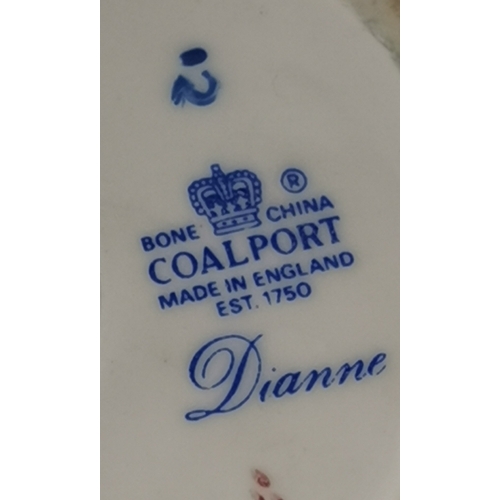 ®
BONE CHINA
COALPORT
MADE IN ENGLAND
EST. 1750
Dianne